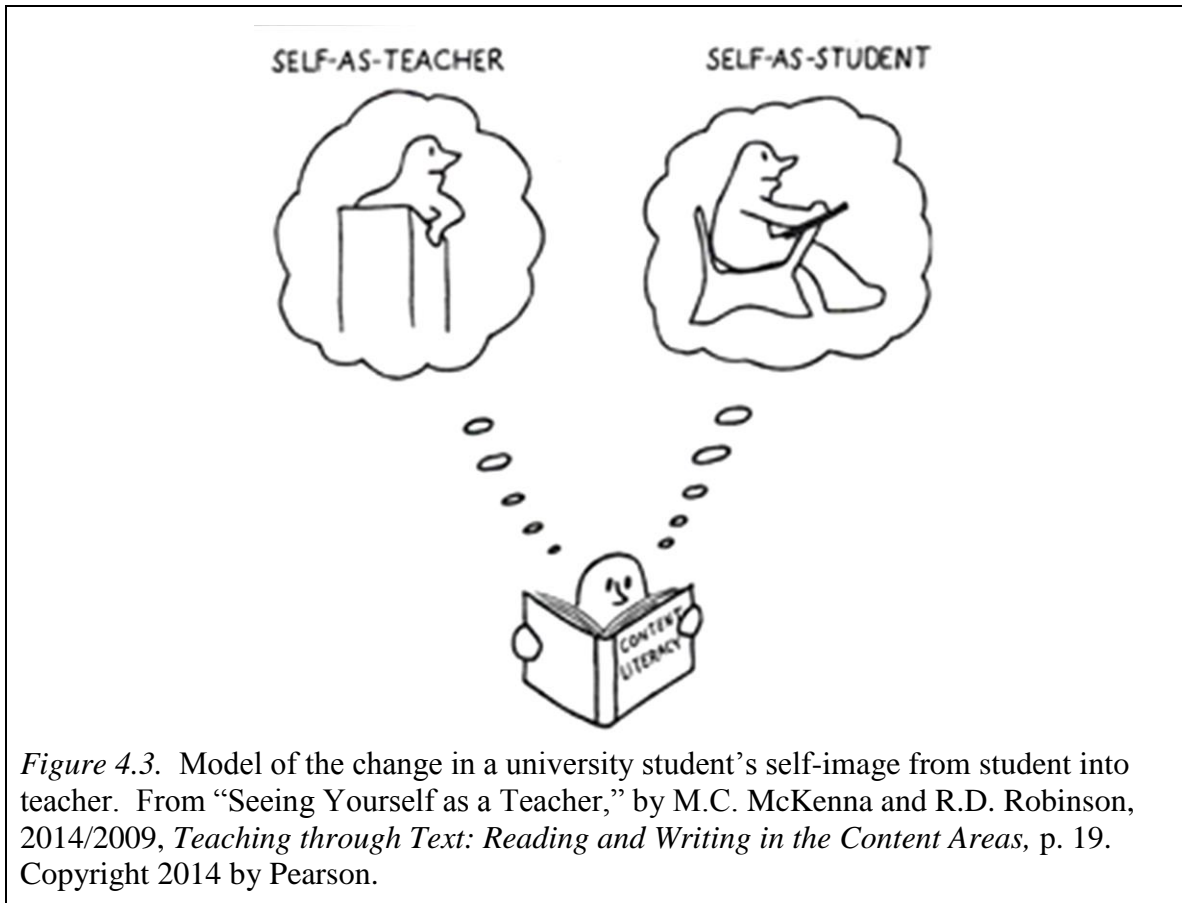 SELF-AS-TEACHER
SELF-AS-STUDENT
CONTENT
LITERACY
Figure 4.3.  Model of the change in a university student’s self-image from student into
teacher.  From “Seeing Yourself as a Teacher,” by M.C. McKenna and R.D. Robinson,
2014/2009, Teaching through Text: Reading and Writing in the Content Areas, p. 19.
Copyright 2014 by Pearson.